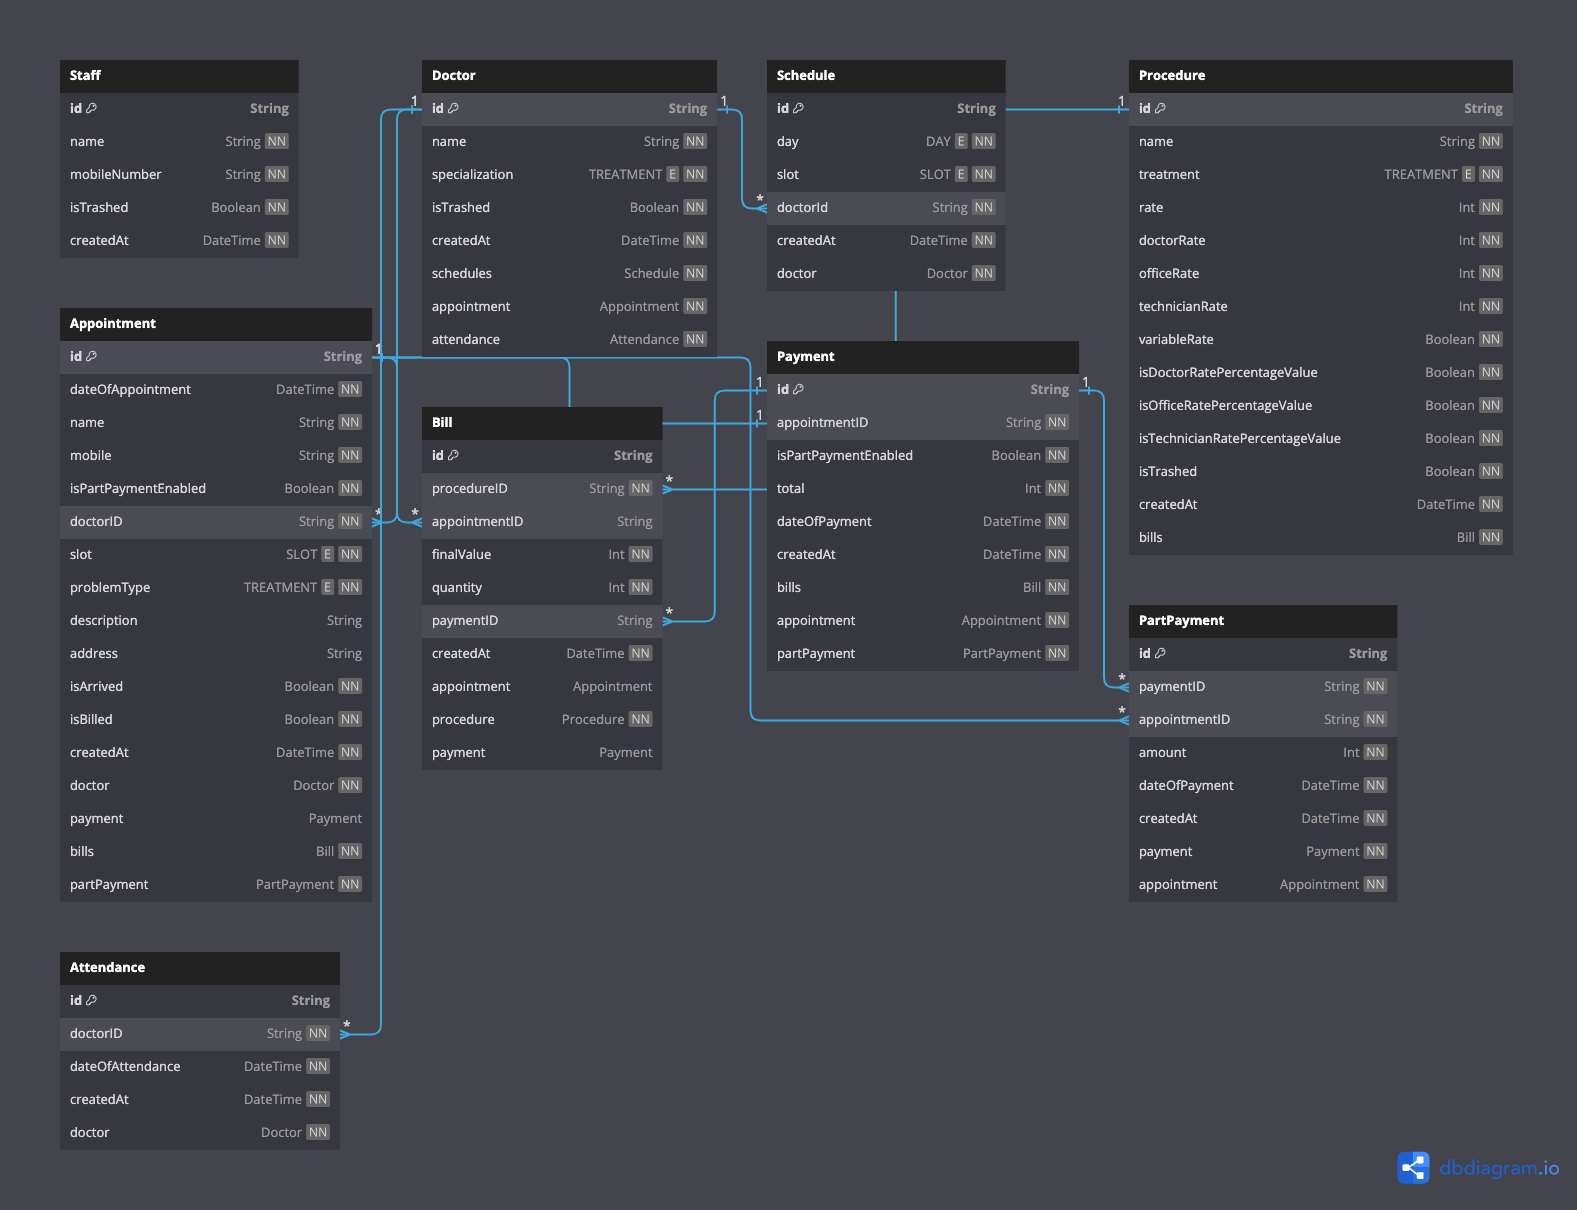 Staff
id String
name String NN
mobileNumber String NN
isTrashed Boolean NN
createdAt DateTime NN
Doctor
1 id String 1
name String NN
specialization TREATMENT E NN
isTrashed Boolean NN
createdAt DateTime NN
schedules Schedule NN
appointment Appointment NN
attendance Attendance NN
Schedule
id String
day DAY E NN
slot SLOT E NN
* doctorId String NN
createdAt DateTime NN
doctor Doctor NN
Procedure
1 id String
name String NN
treatment TREATMENT E NN
rate Int NN
doctorRate Int NN
officeRate Int NN
technicianRate Int NN
variableRate Boolean NN
isDoctorRatePercentageValue Boolean NN
isOfficeRatePercentageValue Boolean NN
isTechnicianRatePercentageValue Boolean NN
isTrashed Boolean NN
createdAt DateTime NN
bills Bill NN
Appointment
id String 1
dateOfAppointment DateTime NN
name String NN
mobile String NN
isPartPaymentEnabled Boolean NN
doctorID String NN *
slot SLOT E NN
problemType TREATMENT E NN
description String
address String
isArrived Boolean NN
isBilled Boolean NN
createdAt DateTime NN
doctor Doctor NN
payment Payment
bills Bill NN
partPayment PartPayment NN
Bill
id String
procedureID String NN *
* appointmentID String
finalValue Int NN
quantity Int NN
paymentID String *
createdAt DateTime NN
appointment Appointment
procedure Procedure NN
payment Payment
Payment
1 id String 1
1 appointmentID String NN
isPartPaymentEnabled Boolean NN
total Int NN
dateOfPayment DateTime NN
createdAt DateTime NN
bills Bill NN
appointment Appointment NN
partPayment PartPayment NN
PartPayment
id String
* paymentID String NN
* appointmentID String NN
amount Int NN
dateOfPayment DateTime NN
createdAt DateTime NN
payment Payment NN
appointment Appointment NN
Attendance
id String
doctorID String NN *
dateOfAttendance DateTime NN
createdAt DateTime NN
doctor Doctor NN
dbdiagram.io